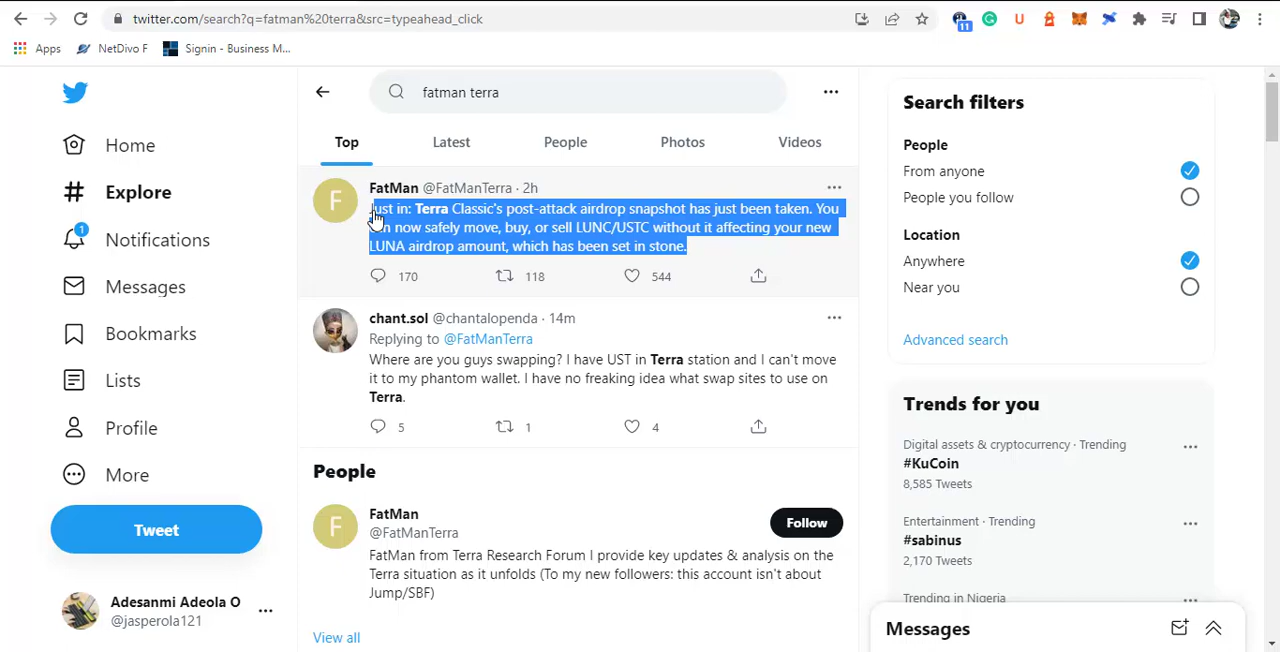 twitter.com/search?q=fatman%20terra&src=typeahead_click
11
Apps
NetDivo F
Signin - Business M...
fatman terra
Top
Latest
People
Photos
Videos
Home
Explore
1
Notifications
Messages
Bookmarks
Lists
Profile
More
Tweet
Adesanmi Adeola O
@jasperola121
F
FatMan @FatManTerra · 2h
Just in: Terra Classic's post-attack airdrop snapshot has just been taken. You
now safely move, buy, or sell LUNC/USTC without it affecting your new
LUNA airdrop amount, which has been set in stone.
170
118
544
chant.sol @chantalopenda · 14m
Replying to @FatManTerra
Where are you guys swapping? I have UST in Terra station and I can't move
it to my phantom wallet. I have no freaking idea what swap sites to use on
Terra.
5
1
4
People
F
FatMan
@FatManTerra
Follow
FatMan from Terra Research Forum I provide key updates & analysis on the
Terra situation as it unfolds (To my new followers: this account isn't about
Jump/SBF)
View all
Search filters
People
From anyone
People you follow
Location
Anywhere
Near you
Advanced search
Trends for you
Digital assets & cryptocurrency · Trending
#KuCoin
8,585 Tweets
Entertainment · Trending
#sabinus
2,170 Tweets
Trending in Nigeria
Messages